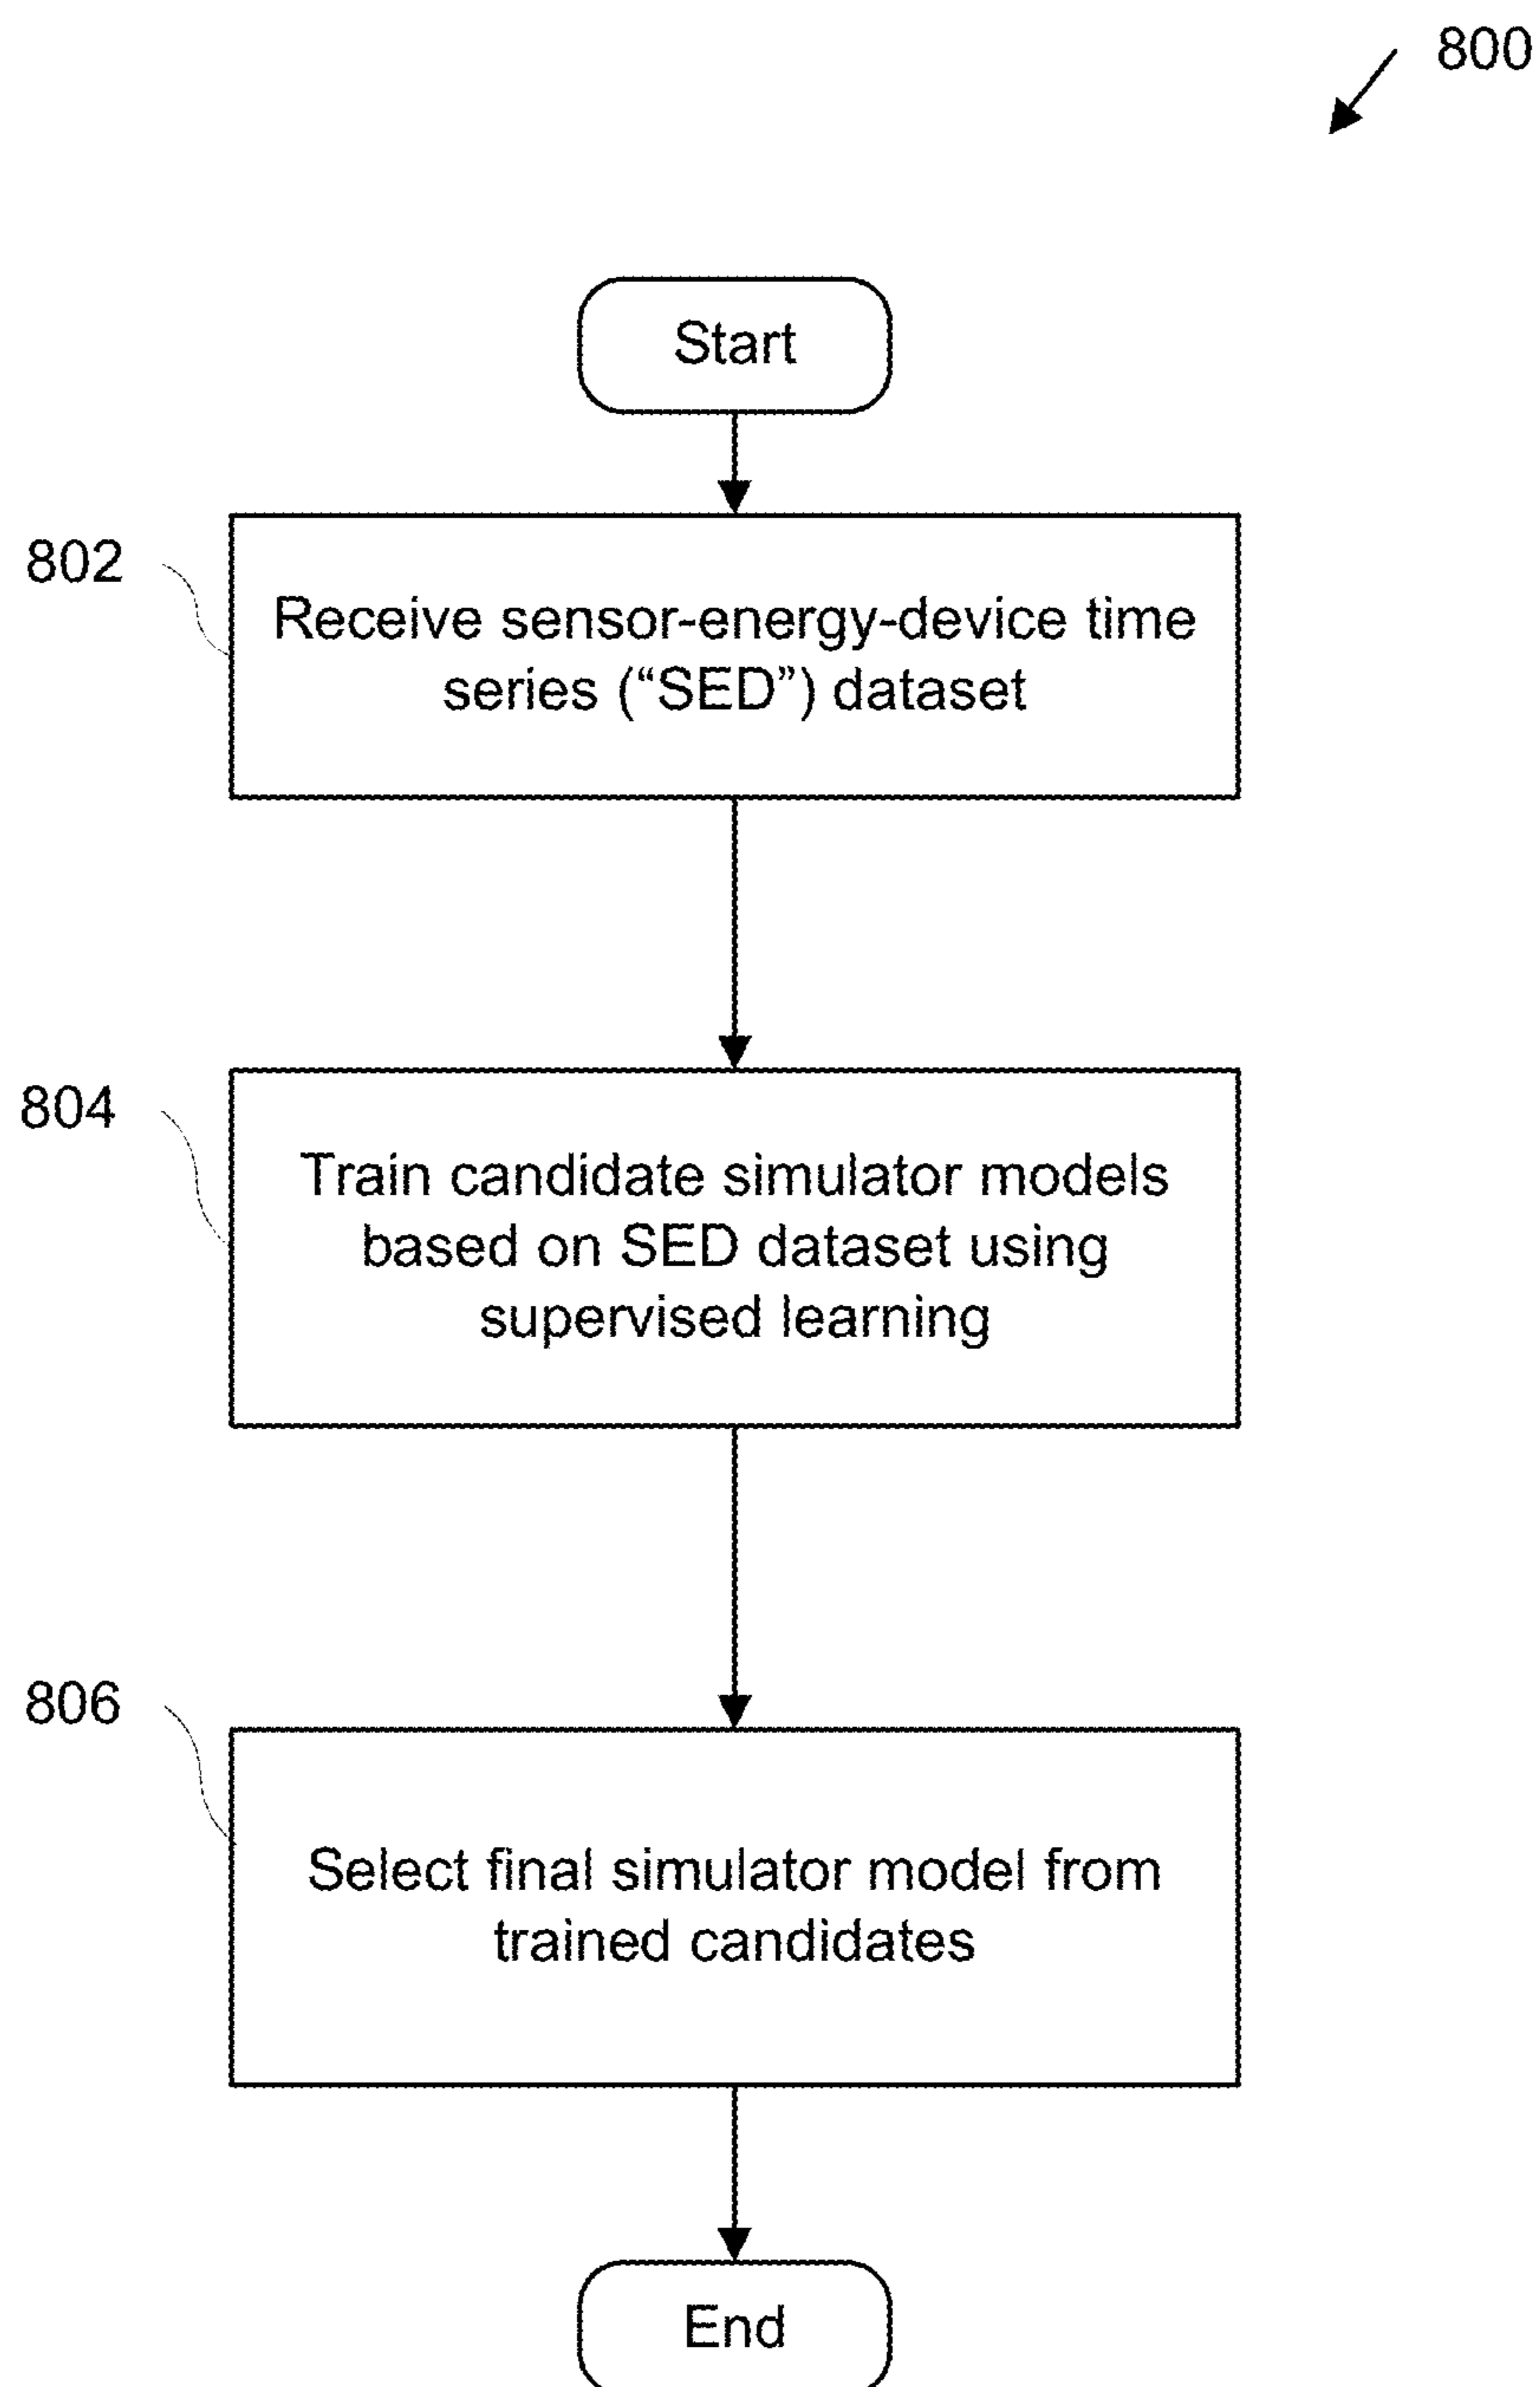 800
Start
802
Receive sensor-energy-device time
series (“SED”) dataset
804
Train candidate simulator models
based on SED dataset using
supervised learning
806
Select final simulator model from
trained candidates
End